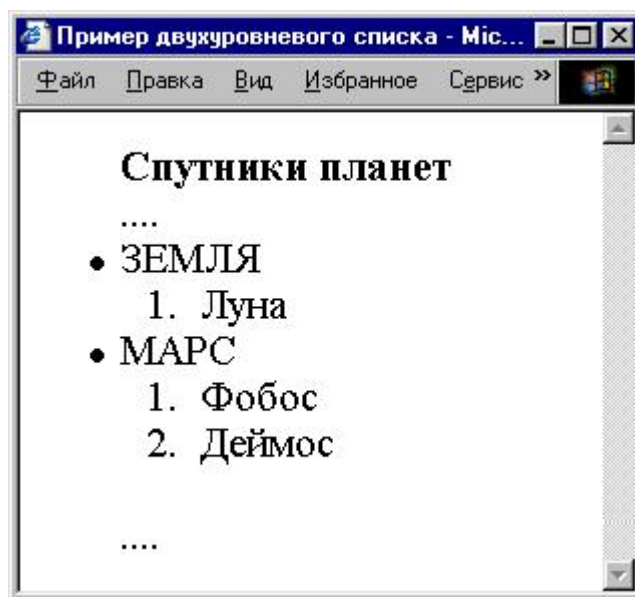 Пример двухуровневого списка - Mic...
Файл Правка Вид Избранное Сервис »
Спутники планет
....
• ЗЕМЛЯ
1. Луна
• МАРС
1. Фобос
2. Деймос
....